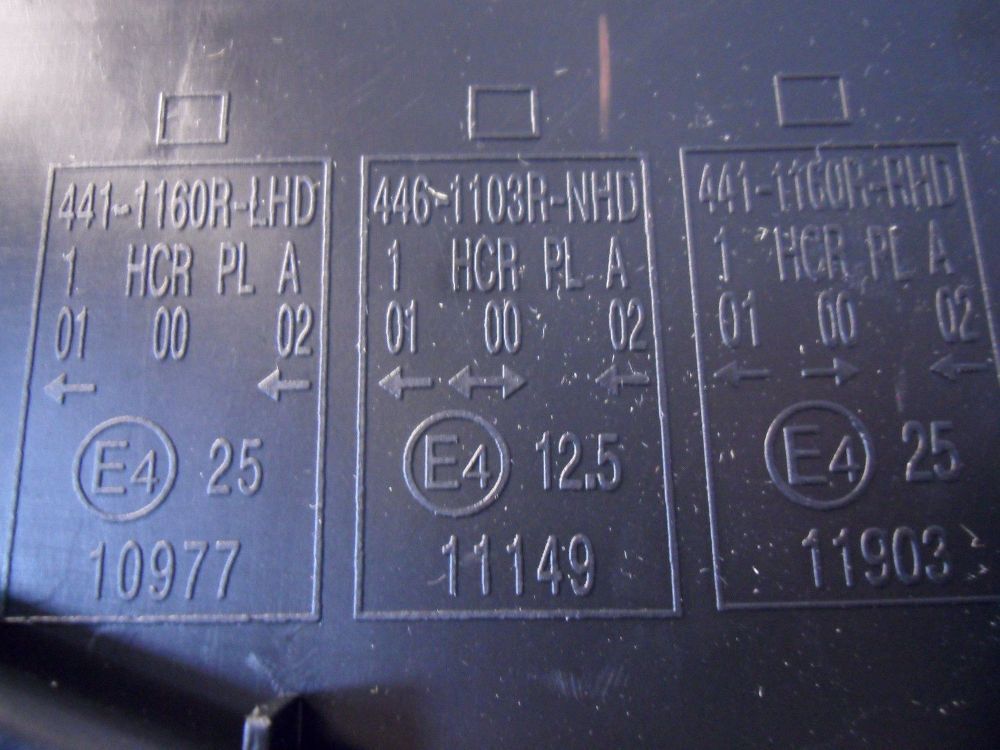 441-1160R-LHD
1 HCR PL A
01 00 02
← ←
E4 25
10977
446-1103R-NHD
1 HCR PL A
01 00 02
← ↔ ←
E4 12.5
11149
441-1160R-RHD
1 HCR PL A
01 00 02
← → ←
E4 25
11903